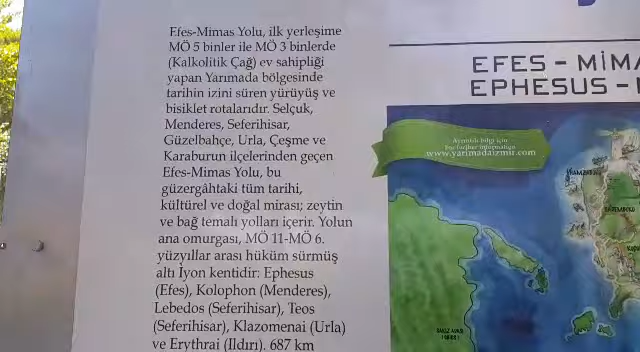 Efes-Mimas Yolu, ilk yerleşime
MÖ 5 binler ile MÖ 3 binlerde
(Kalkolitik Çağ) ev sahipliği
yapan Yarımada bölgesinde
tarihin izini süren yürüyüş ve
bisiklet rotalarıdır. Selçuk,
Menderes, Seferihisar,
Güzelbahçe, Urla, Çeşme ve
Karaburun ilçelerinden geçen
Efes-Mimas Yolu, bu
güzergâhtaki tüm tarihi,
kültürel ve doğal mirası; zeytin
ve bağ temalı yolları içerir. Yolun
ana omurgası, MÖ 11-MÖ 6.
yüzyıllar arası hüküm sürmüş
altı İyon kentidir: Ephesus
(Efes), Kolophon (Menderes),
Lebedos (Seferihisar), Teos
(Seferihisar), Klazomenai (Urla)
ve Erythrai (Ildırı). 687 km
EFES - MİMA
EPHESUS -
Ayrıntılı bilgi için
www.yarimadaizmir.com